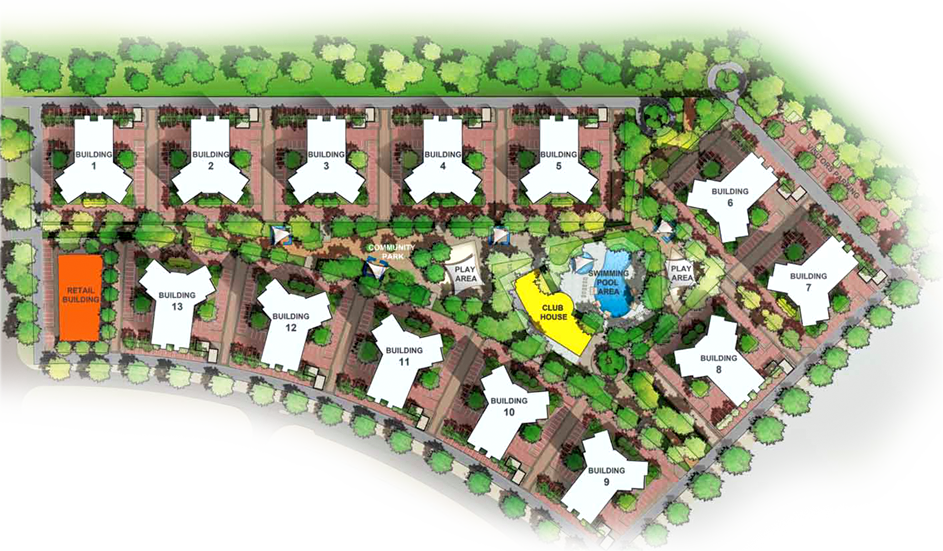 BUILDING
1
BUILDING
2
BUILDING
3
BUILDING
4
BUILDING
5
BUILDING
6
COMMUNITY
PARK
PLAY
AREA
SWIMMING
POOL
AREA
PLAY
AREA
BUILDING
7
RETAIL
BUILDING
BUILDING
13
BUILDING
12
CLUB
HOUSE
BUILDING
11
BUILDING
8
BUILDING
10
BUILDING
9